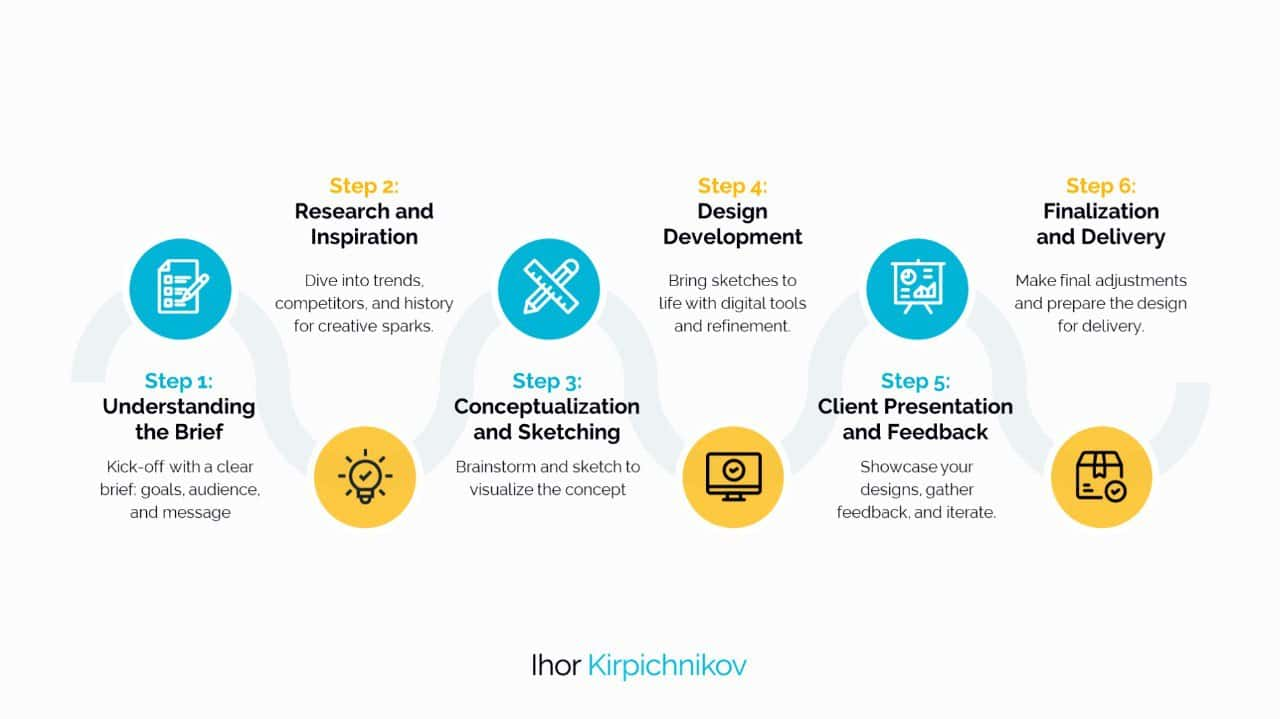 Step 1:
Understanding
the Brief
Kick-off with a clear
brief: goals, audience,
and message
Step 2:
Research and
Inspiration
Dive into trends,
competitors, and history
for creative sparks.
Step 3:
Conceptualization
and Sketching
Brainstorm and sketch to
visualize the concept
Step 4:
Design
Development
Bring sketches to
life with digital tools
and refinement.
Step 5:
Client Presentation
and Feedback
Showcase your
designs, gather
feedback, and iterate.
Step 6:
Finalization
and Delivery
Make final adjustments
and prepare the design
for delivery.
Ihor Kirpichnikov